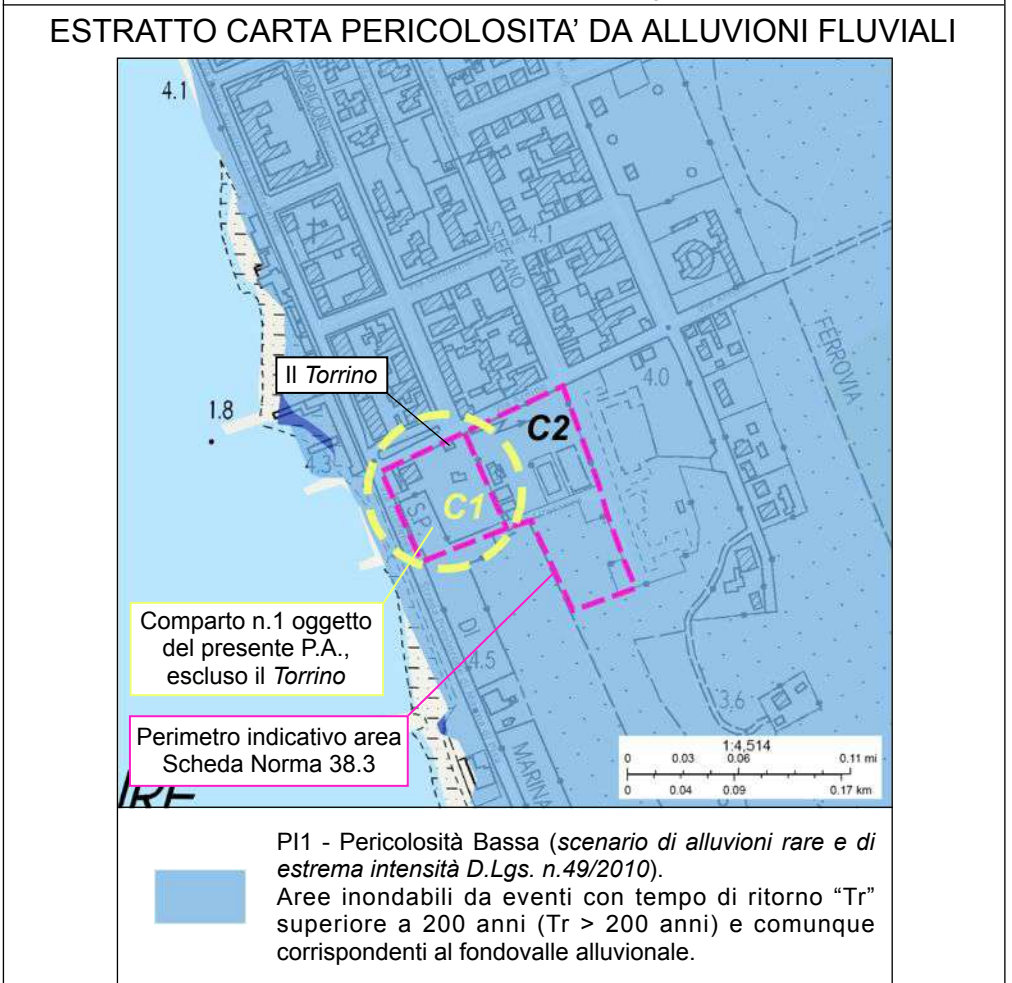 ESTRATTO CARTA PERICOLOSITA’ DA ALLUVIONI FLUVIALI
4.1
MORICONI
STEFANO
4.1
FERROVIA
4.0
Il Torrino
1.8
C2
4.3
C1
S.P.
Comparto n.1 oggetto
del presente P.A.,
escluso il Torrino
DI
4.5
3.6
Perimetro indicativo area
Scheda Norma 38.3
MARINA
1:4,514
0 0.03 0.06 0.11 mi
0 0.04 0.09 0.17 km
PI1 - Pericolosità Bassa (scenario di alluvioni rare e di
estrema intensità D.Lgs. n.49/2010).
Aree inondabili da eventi con tempo di ritorno “Tr”
superiore a 200 anni (Tr > 200 anni) e comunque
corrispondenti al fondovalle alluvionale.